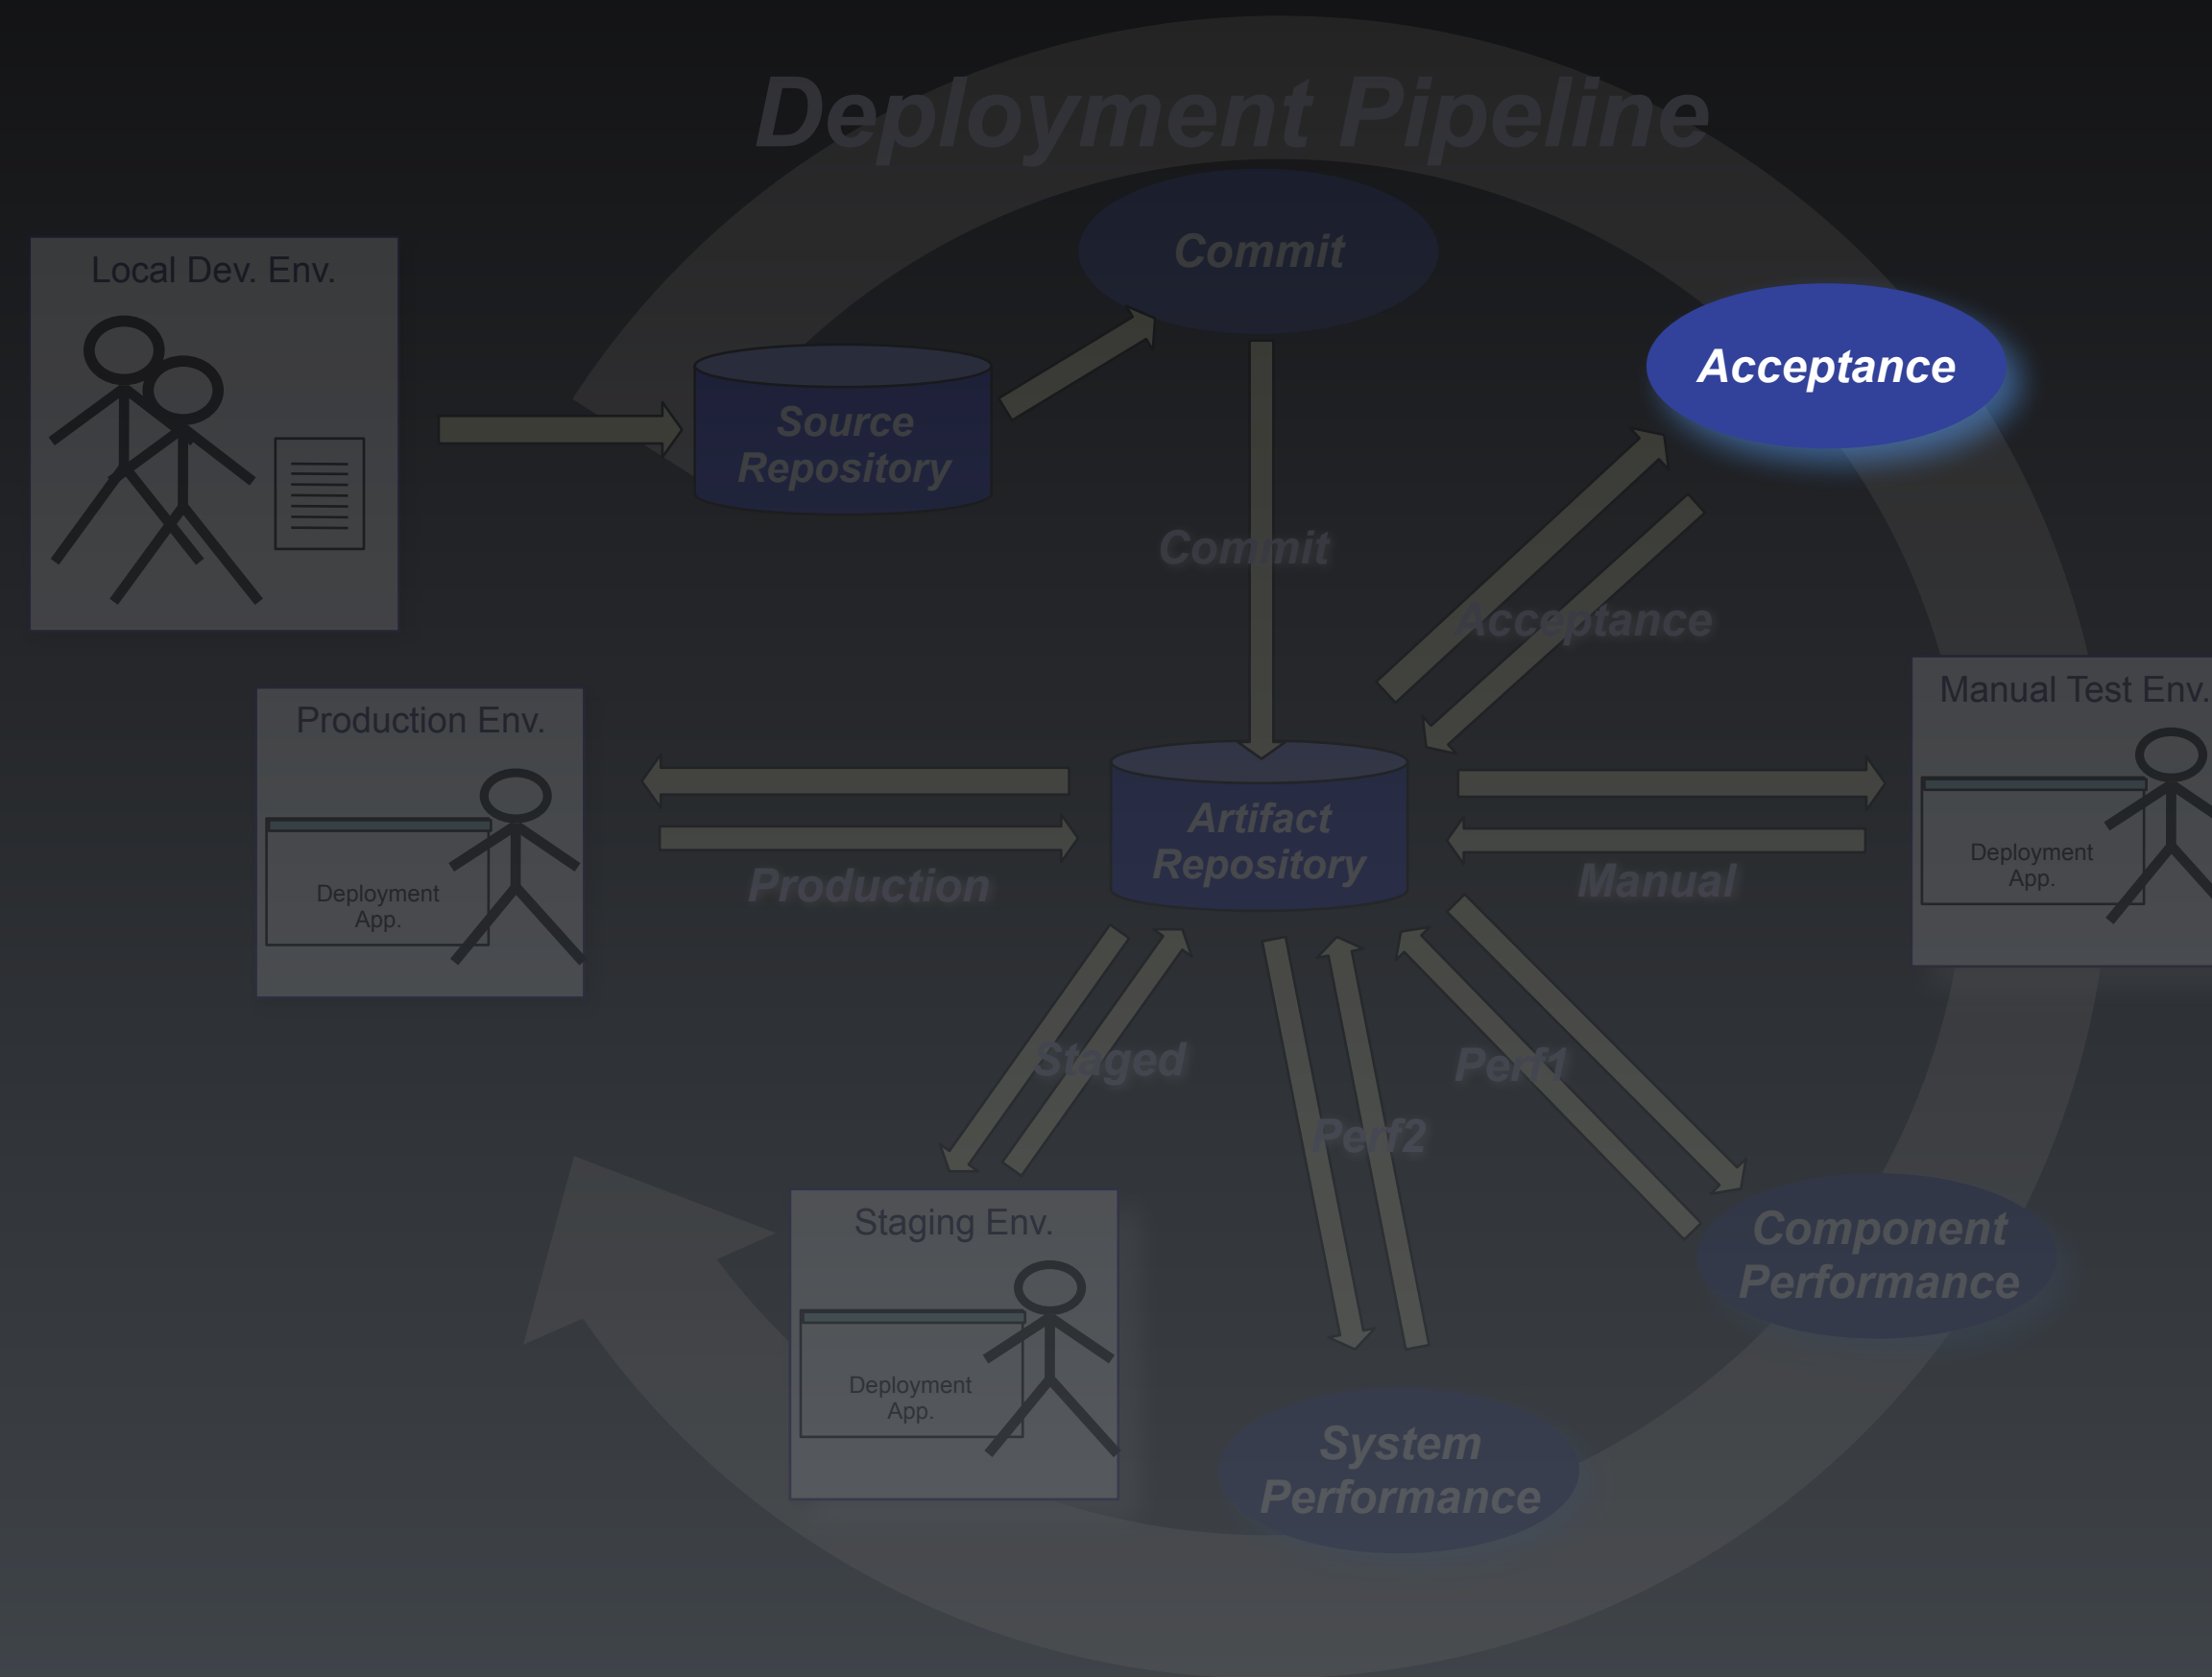 Deployment Pipeline
Commit
Local Dev. Env.
Acceptance
Source
Repository
Commit
Acceptance
Production Env.
Manual Test Env.
Artifact
Repository
Deployment
App.
Production
Manual
Deployment
App.
Staged
Perf1
Perf2
Staging Env.
Component
Performance
Deployment
App.
System
Performance